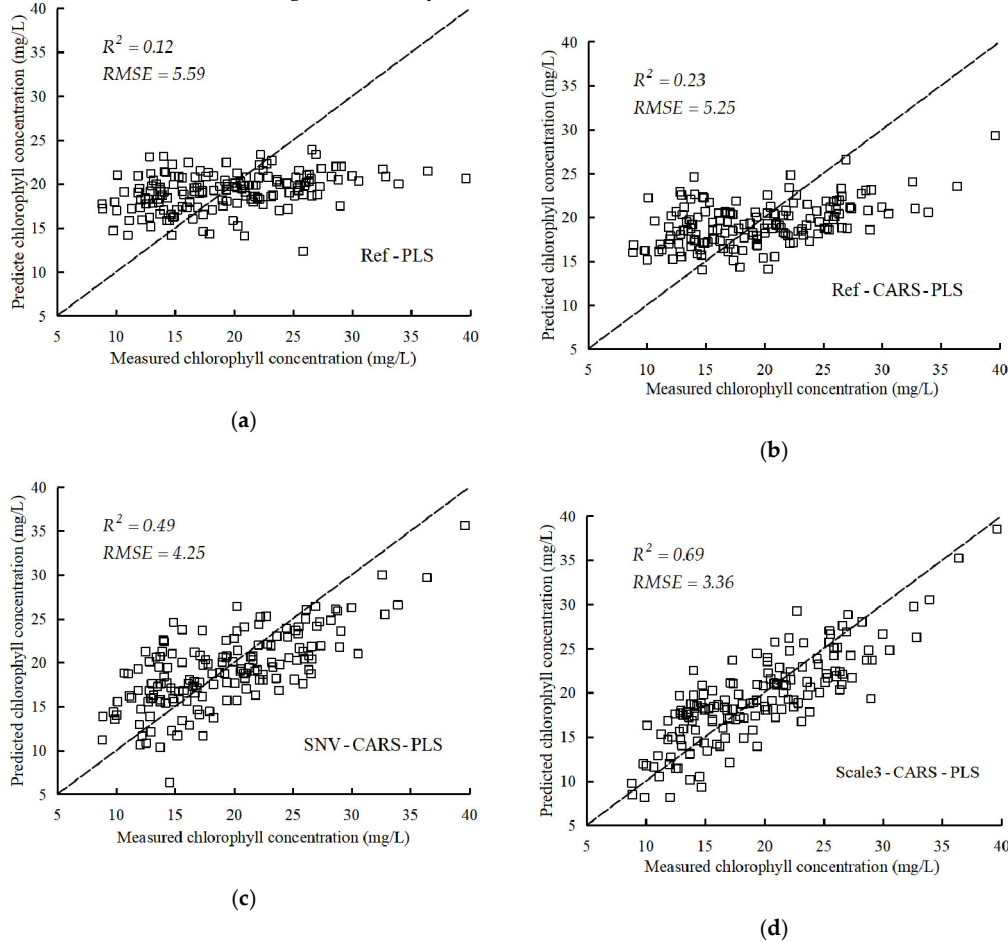 40
35
30
25
20
15
10
5
Predicte chlorophyll concentration (mg/L)
R² = 0.12
RMSE = 5.59
Ref - PLS
5 10 15 20 25 30 35 40
Measured chlorophyll concentration (mg/L)
(a)
40
35
30
25
20
15
10
5
Predicted chlorophyll concentration (mg/L)
R² = 0.23
RMSE = 5.25
Ref - CARS - PLS
5 10 15 20 25 30 35 40
Measured chlorophyll concentration (mg/L)
(b)
40
35
30
25
20
15
10
5
Predicted chlorophyll concentration (mg/L)
R² = 0.49
RMSE = 4.25
SNV - CARS - PLS
5 10 15 20 25 30 35 40
Measured chlorophyll concentration (mg/L)
(c)
40
35
30
25
20
15
10
5
Predicted chlorophyll concentration (mg/L)
R² = 0.69
RMSE = 3.36
Scale3 - CARS - PLS
5 10 15 20 25 30 35 40
Measured chlorophyll concentration (mg/L)
(d)